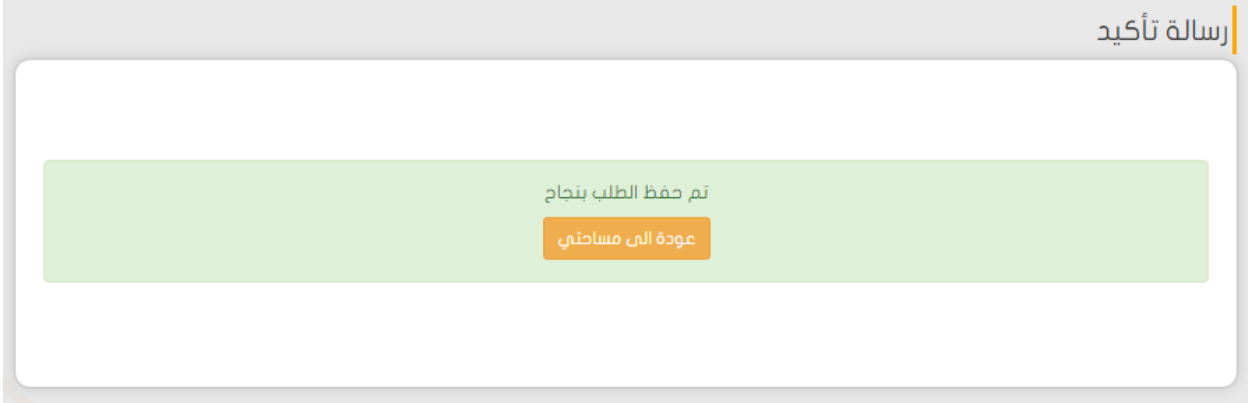 رسالة تأكيد
تم حفظ الطلب بنجاح
عودة الى مساحتي